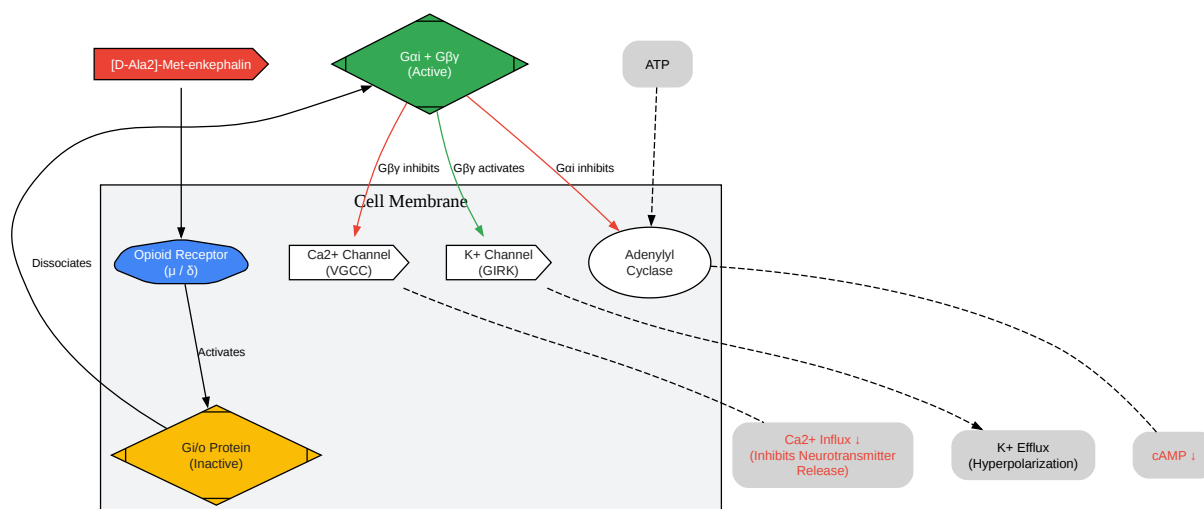 [D-Ala2]-Met-enkephalin
Gαi + Gβγ
(Active)
ATP
Gβγ inhibits
Gβγ activates
Gαi inhibits
Cell Membrane
Dissociates
Opioid Receptor
(μ / δ)
Ca2+ Channel
(VGCC)
K+ Channel
(GIRK)
Adenylyl
Cyclase
Activates
Gi/o Protein
(Inactive)
Ca2+ Influx ↓
(Inhibits Neurotransmitter
Release)
K+ Efflux
(Hyperpolarization)
cAMP ↓